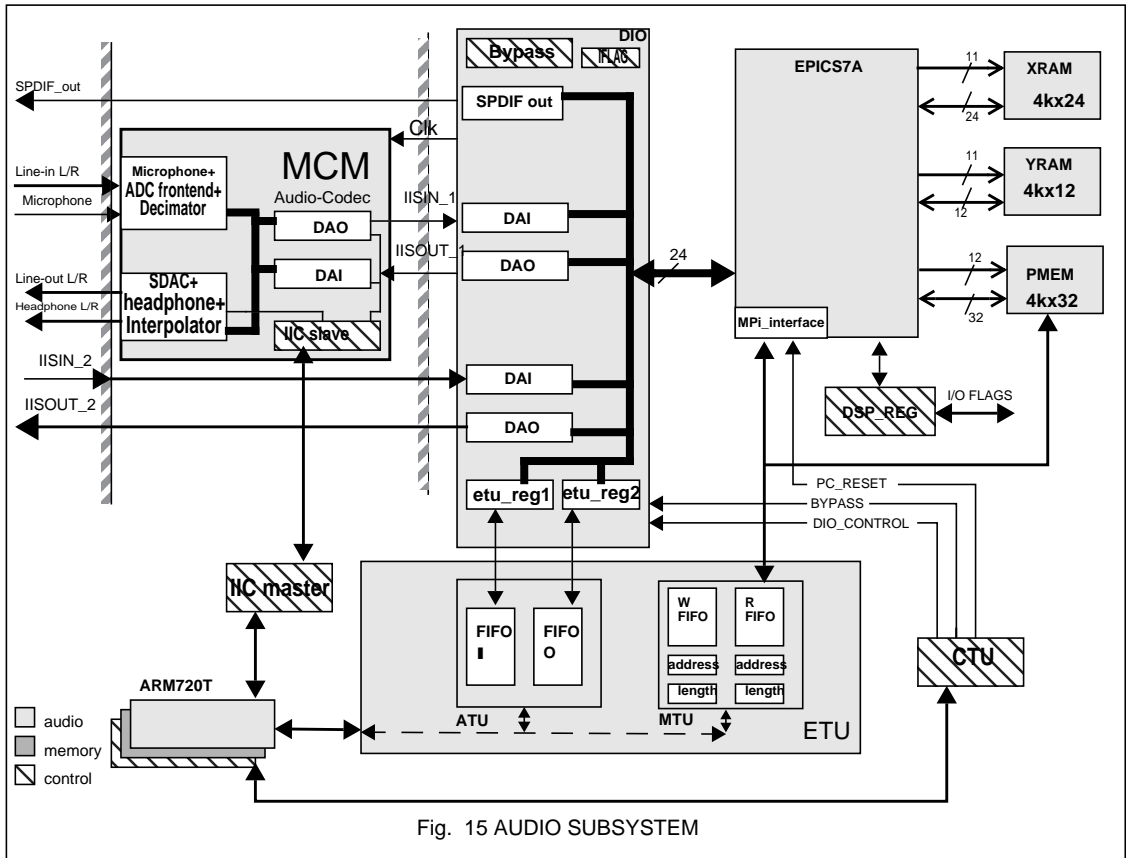 DIO
Bypass
IFLAG
SPDIF_out
SPDIF out
Clk
MCM
Audio-Codec
Line-in L/R
Microphone
Microphone+
ADC frontend+
Decimator
DAO
DAI
IISIN_1
IISOUT_1
DAI
DAO
Line-out L/R
Headphone L/R
SDAC+
headphone+
Interpolator
IIC slave
IISIN_2
IISOUT_2
DAI
DAO
etu_reg1
etu_reg2
24
EPICS7A
MPi_interface
11
24
XRAM
4kx24
11
12
YRAM
4kx12
12
32
PMEM
4kx32
DSP_REG
I/O FLAGS
PC_RESET
BYPASS
DIO_CONTROL
IIC master
FIFO
I
FIFO
O
ATU
W
FIFO
R
FIFO
address
address
length
length
MTU
ETU
CTU
ARM720T
audio
memory
control
Fig. 15 AUDIO SUBSYSTEM